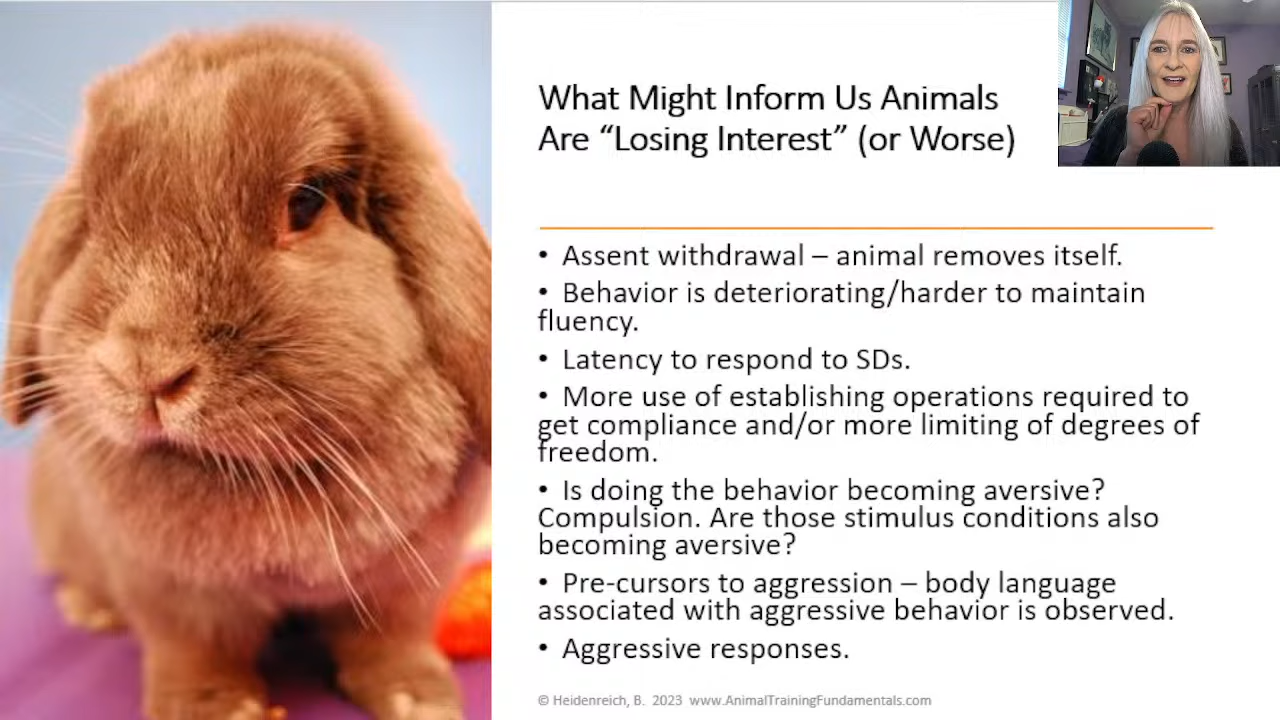 What Might Inform Us Animals
Are “Losing Interest” (or Worse)
• Assent withdrawal – animal removes itself.
• Behavior is deteriorating/harder to maintain
fluency.
• Latency to respond to SDs.
• More use of establishing operations required to
get compliance and/or more limiting of degrees of
freedom.
• Is doing the behavior becoming aversive?
Compulsion. Are those stimulus conditions also
becoming aversive?
• Pre-cursors to aggression – body language
associated with aggressive behavior is observed.
• Aggressive responses.
© Heidenreich, B. 2023 www.AnimalTrainingFundamentals.com